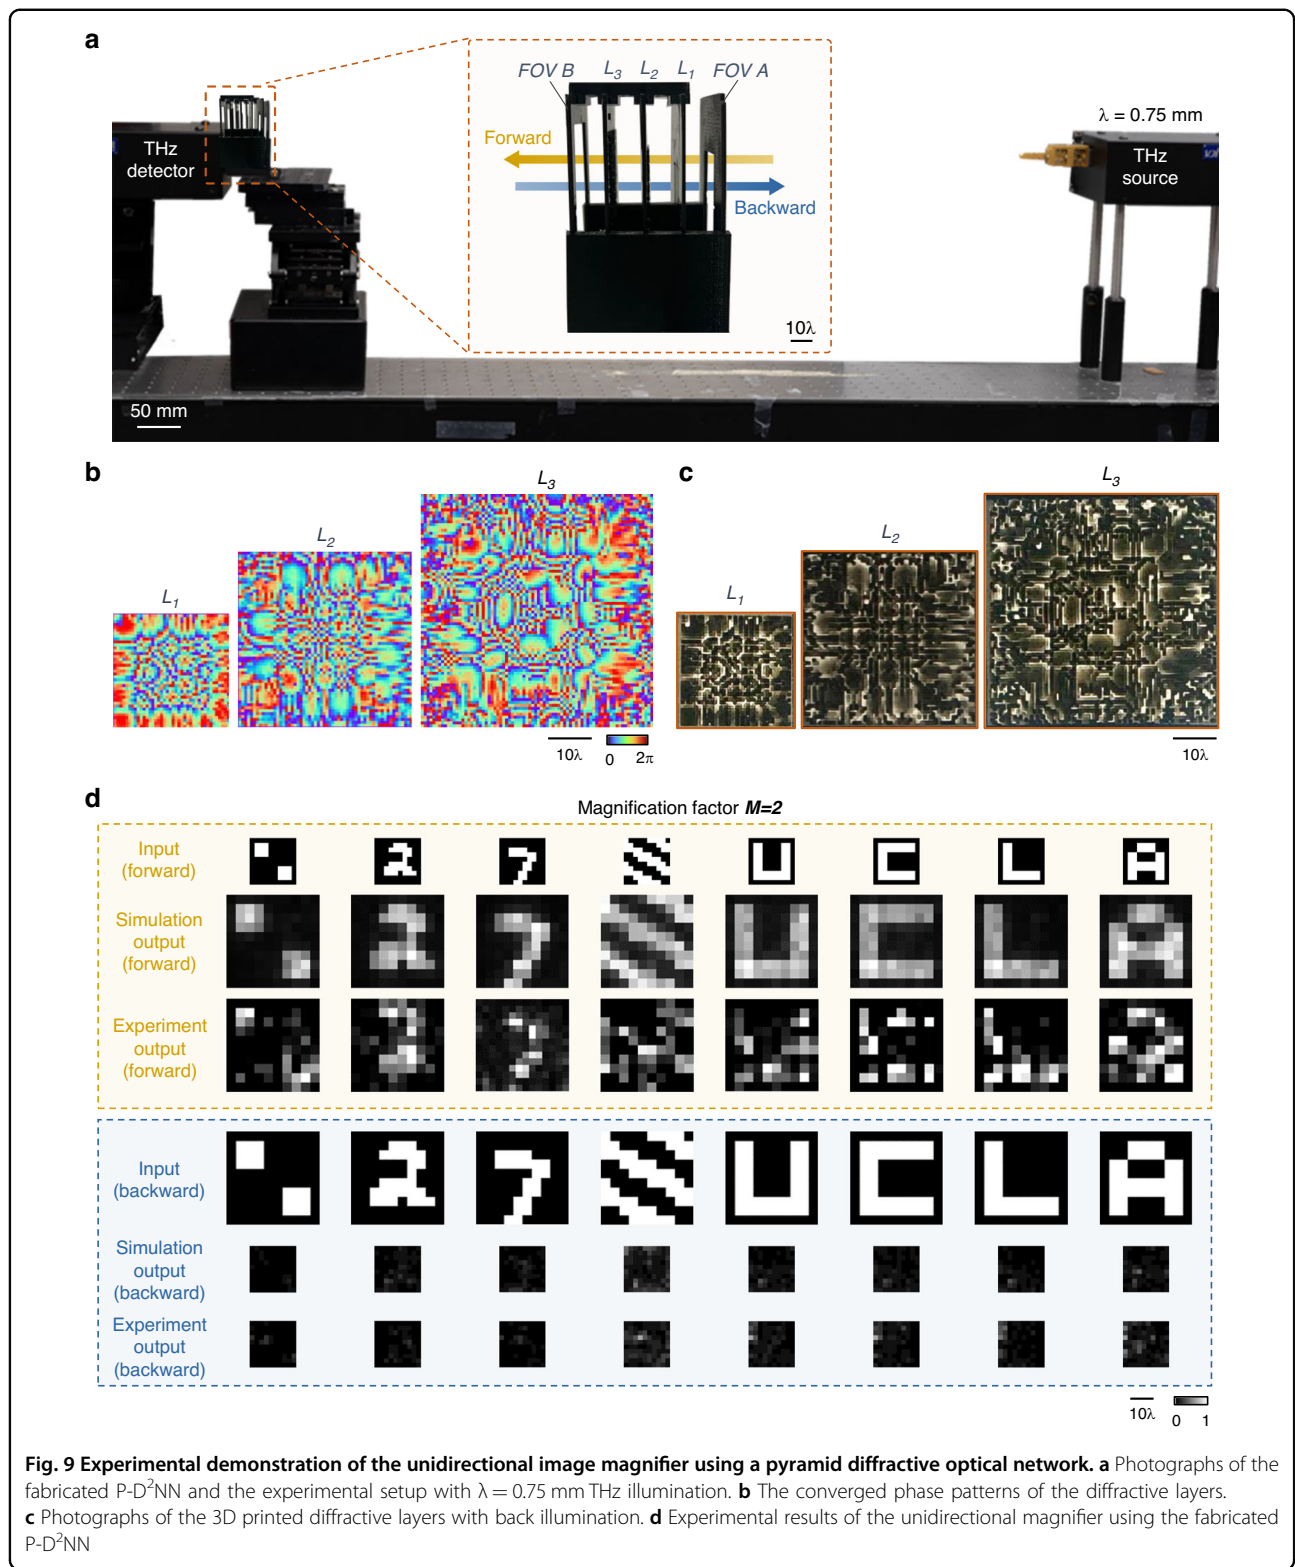 a
FOV B L3 L2 L1 FOV A
Forward
Backward
10λ
THz
detector
λ = 0.75 mm
THz
source
50 mm
b
L1
L2
L3
10λ
0 2π
c
L1
L2
L3
10λ
d
Magnification factor M=2
Input
(forward)
Simulation
output
(forward)
Experiment
output
(forward)
Input
(backward)
Simulation
output
(backward)
Experiment
output
(backward)
10λ 0 1
Fig. 9 Experimental demonstration of the unidirectional image magnifier using a pyramid diffractive optical network. a Photographs of the
fabricated P-D²NN and the experimental setup with λ = 0.75 mm THz illumination. b The converged phase patterns of the diffractive layers.
c Photographs of the 3D printed diffractive layers with back illumination. d Experimental results of the unidirectional magnifier using the fabricated
P-D²NN